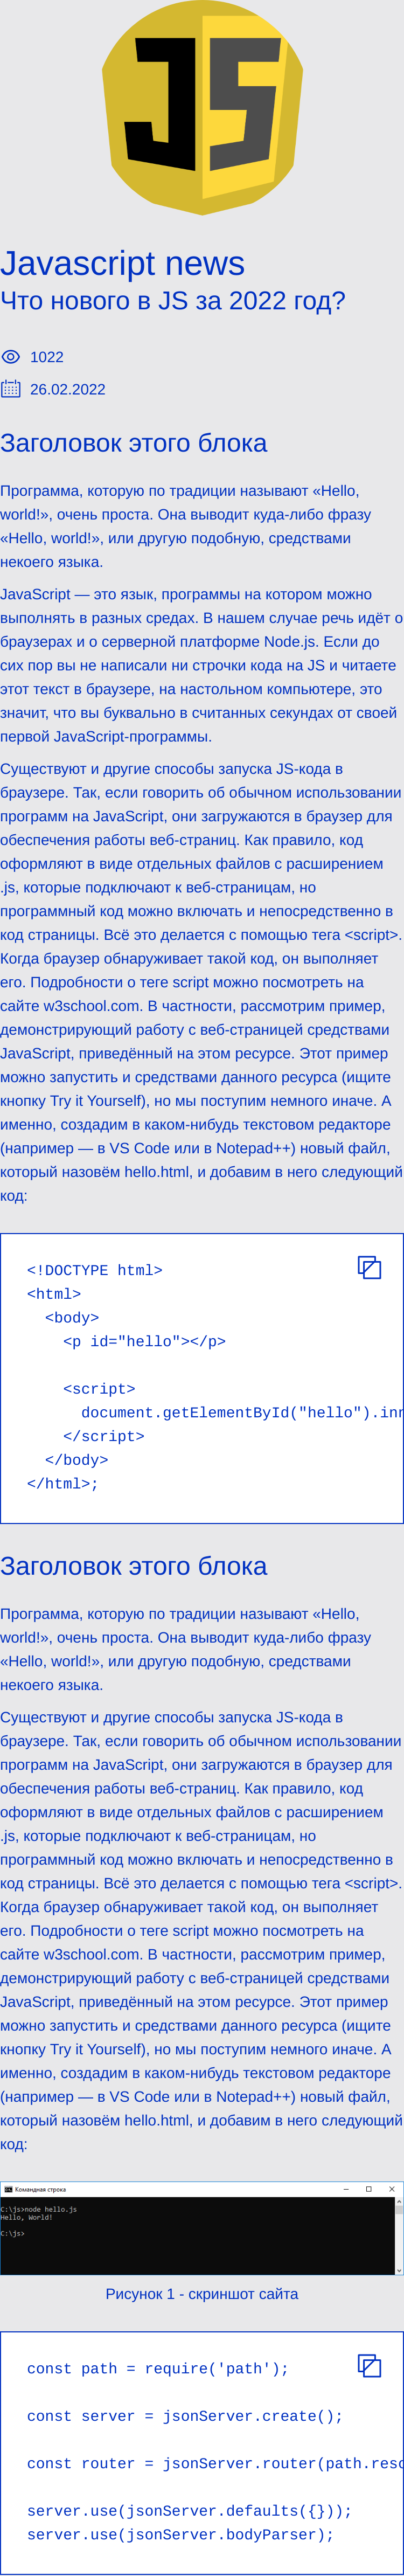 JS
Javascript news
Что нового в JS за 2022 год?
1022
26.02.2022
Заголовок этого блока
Программа, которую по традиции называют «Hello,
world!», очень проста. Она выводит куда-либо фразу
«Hello, world!», или другую подобную, средствами
некоего языка.
JavaScript — это язык, программы на котором можно
выполнять в разных средах. В нашем случае речь идёт о
браузерах и о серверной платформе Node.js. Если до
сих пор вы не написали ни строчки кода на JS и читаете
этот текст в браузере, на настольном компьютере, это
значит, что вы буквально в считанных секундах от своей
первой JavaScript-программы.
Существуют и другие способы запуска JS-кода в
браузере. Так, если говорить об обычном использовании
программ на JavaScript, они загружаются в браузер для
обеспечения работы веб-страниц. Как правило, код
оформляют в виде отдельных файлов с расширением
.js, которые подключают к веб-страницам, но
программный код можно включать и непосредственно в
код страницы. Всё это делается с помощью тега <script>.
Когда браузер обнаруживает такой код, он выполняет
его. Подробности о теге script можно посмотреть на
сайте w3school.com. В частности, рассмотрим пример,
демонстрирующий работу с веб-страницей средствами
JavaScript, приведённый на этом ресурсе. Этот пример
можно запустить и средствами данного ресурса (ищите
кнопку Try it Yourself), но мы поступим немного иначе. А
именно, создадим в каком-нибудь текстовом редакторе
(например — в VS Code или в Notepad++) новый файл,
который назовём hello.html, и добавим в него следующий
код:
<!DOCTYPE html>
<html>
<body>
<p id="hello"></p>
<script>
document.getElementById("hello").inn
</script>
</body>
</html>;
Заголовок этого блока
Программа, которую по традиции называют «Hello,
world!», очень проста. Она выводит куда-либо фразу
«Hello, world!», или другую подобную, средствами
некоего языка.
Существуют и другие способы запуска JS-кода в
браузере. Так, если говорить об обычном использовании
программ на JavaScript, они загружаются в браузер для
обеспечения работы веб-страниц. Как правило, код
оформляют в виде отдельных файлов с расширением
.js, которые подключают к веб-страницам, но
программный код можно включать и непосредственно в
код страницы. Всё это делается с помощью тега <script>.
Когда браузер обнаруживает такой код, он выполняет
его. Подробности о теге script можно посмотреть на
сайте w3school.com. В частности, рассмотрим пример,
демонстрирующий работу с веб-страницей средствами
JavaScript, приведённый на этом ресурсе. Этот пример
можно запустить и средствами данного ресурса (ищите
кнопку Try it Yourself), но мы поступим немного иначе. А
именно, создадим в каком-нибудь текстовом редакторе
(например — в VS Code или в Notepad++) новый файл,
который назовём hello.html, и добавим в него следующий
код:
Командная строка
C:\js>node hello.js
Hello, World!
C:\js>
Рисунок 1 - скриншот сайта
const path = require('path');
const server = jsonServer.create();
const router = jsonServer.router(path.reso
server.use(jsonServer.defaults({}));
server.use(jsonServer.bodyParser);